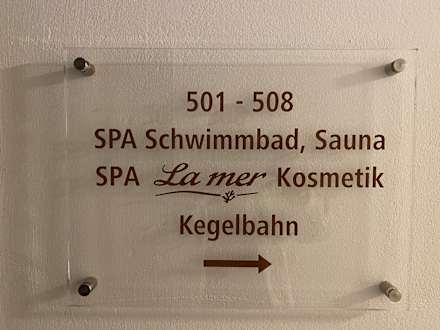 501 - 508
SPA Schwimmbad, Sauna
SPA La mer Kosmetik
Kegelbahn